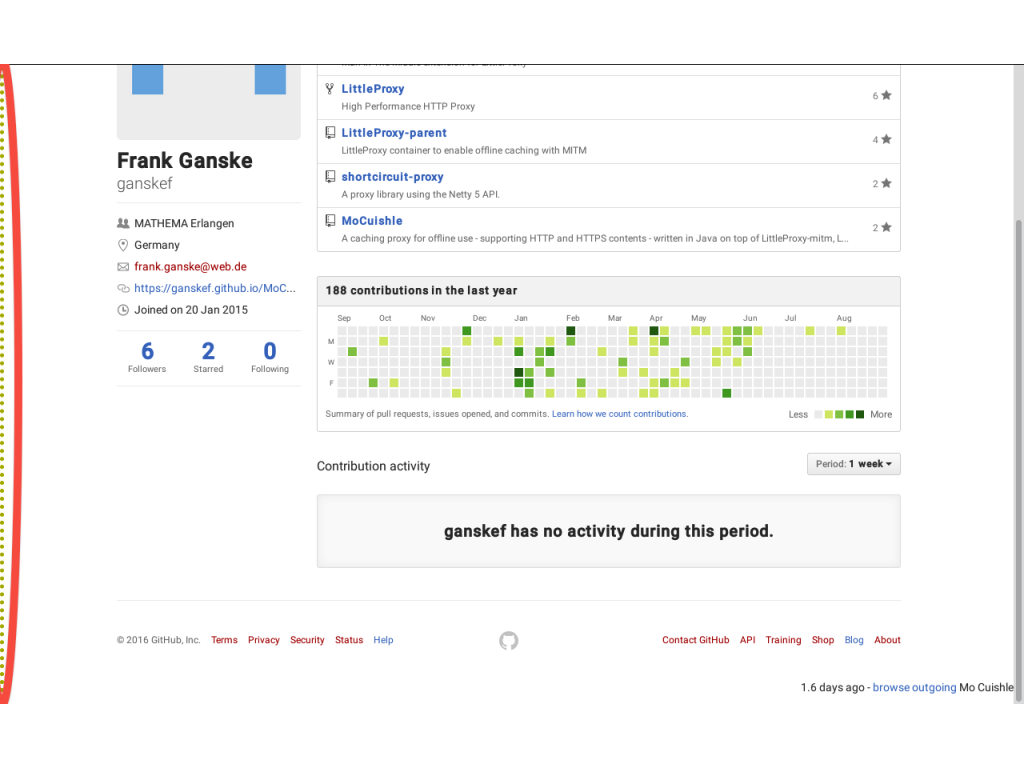 LittleProxy
6
High Performance HTTP Proxy
LittleProxy-parent
4
LittleProxy container to enable offline caching with MITM
shortcircuit-proxy
2
A proxy library using the Netty 5 API.
MoCuishle
2
A caching proxy for offline use - supporting HTTP and HTTPS contents - written in Java on top of LittleProxy-mitm, L...
Frank Ganske
ganskef
MATHEMA Erlangen
Germany
frank.ganske@web.de
https://ganskef.github.io/MoC...
Joined on 20 Jan 2015
6 2 0
Followers Starred Following
188 contributions in the last year
Sep Oct Nov Dec Jan Feb Mar Apr May Jun Jul Aug
M
W
F
Summary of pull requests, issues opened, and commits. Learn how we count contributions. Less More
Contribution activity
Period: 1 week
ganskef has no activity during this period.
© 2016 GitHub, Inc. Terms Privacy Security Status Help
Contact GitHub API Training Shop Blog About
1.6 days ago - browse outgoing Mo Cuishle